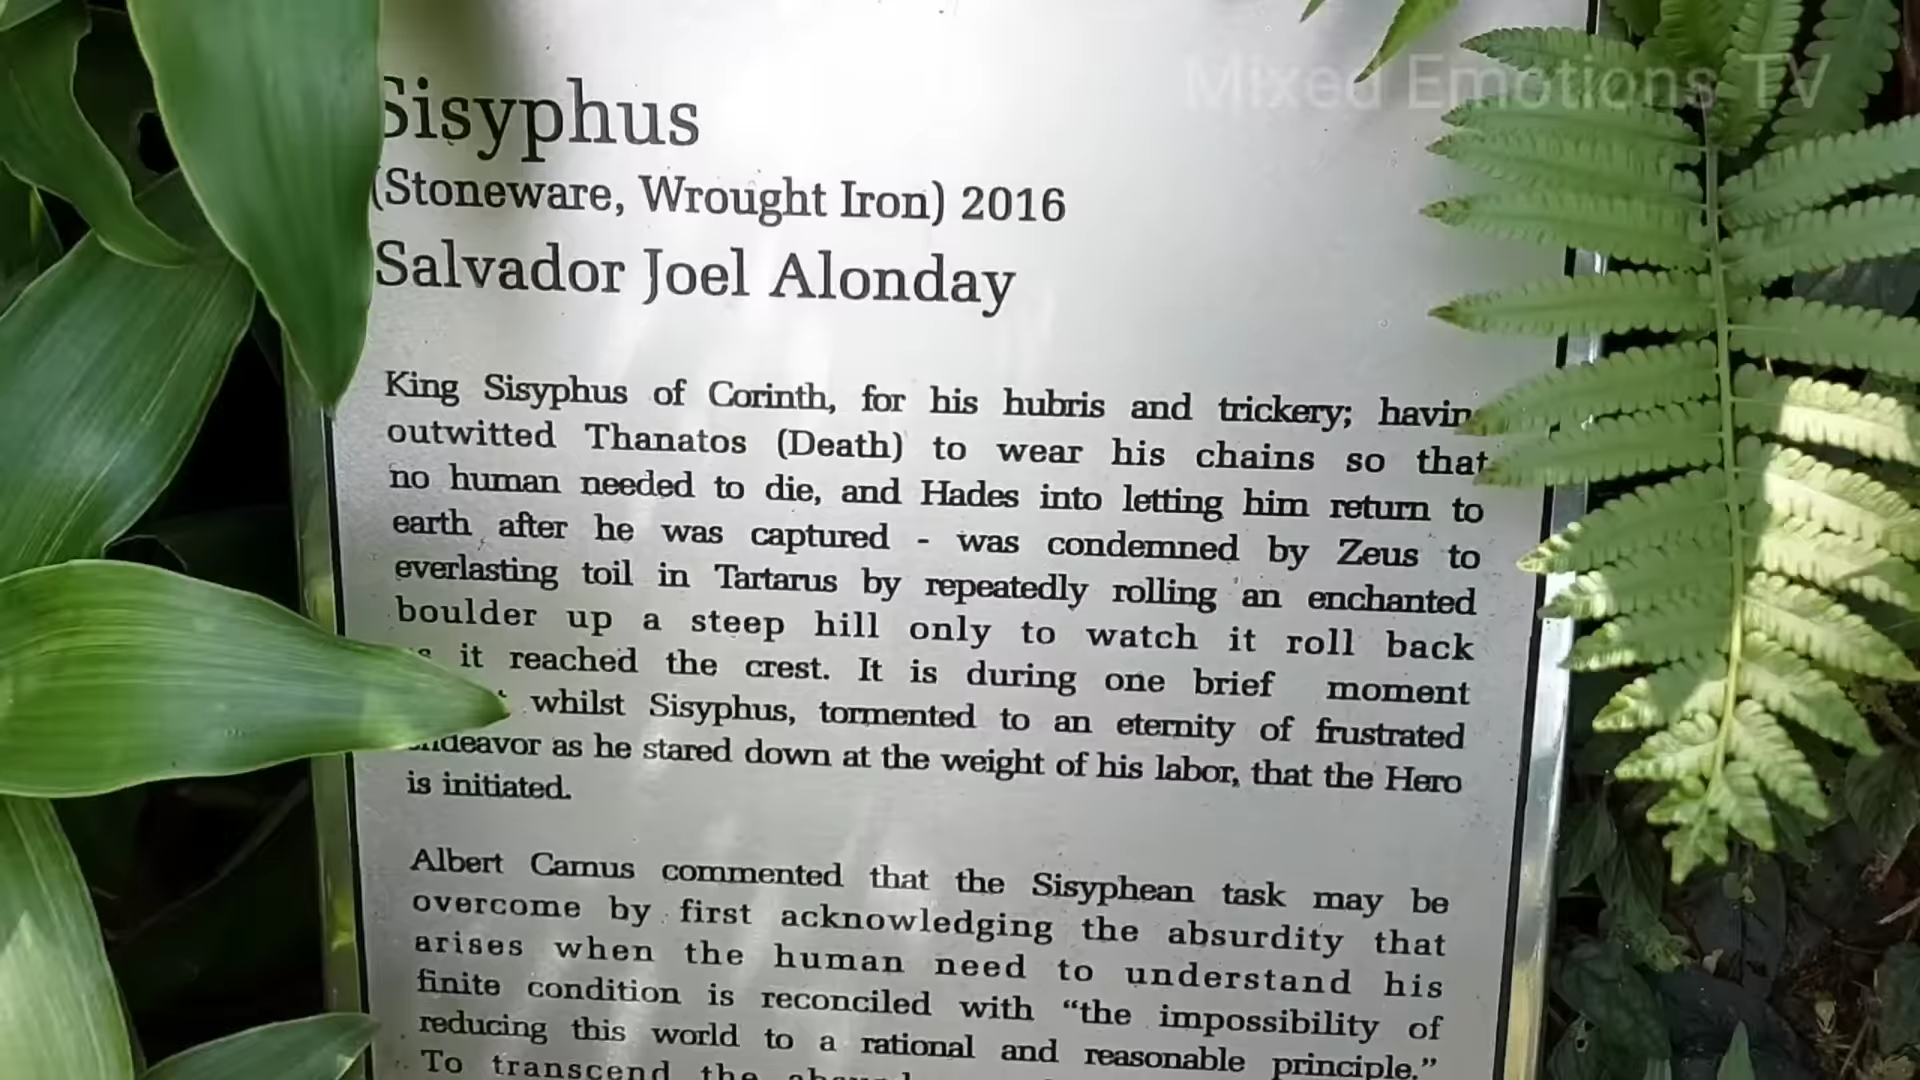 Mixed Emotions TV
Sisyphus
(Stoneware, Wrought Iron) 2016
Salvador Joel Alonday
King Sisyphus of Corinth, for his hubris and trickery; having
outwitted Thanatos (Death) to wear his chains so that
no human needed to die, and Hades into letting him return to
earth after he was captured - was condemned by Zeus to
everlasting toil in Tartarus by repeatedly rolling an enchanted
boulder up a steep hill only to watch it roll back
it reached the crest. It is during one brief moment
whilst Sisyphus, tormented to an eternity of frustrated
endeavor as he stared down at the weight of his labor, that the Hero
is initiated.
Albert Camus commented that the Sisyphean task may be
overcome by first acknowledging the absurdity that
arises when the human need to understand his
finite condition is reconciled with “the impossibility of
reducing this world to a rational and reasonable principle.”
To transcend the